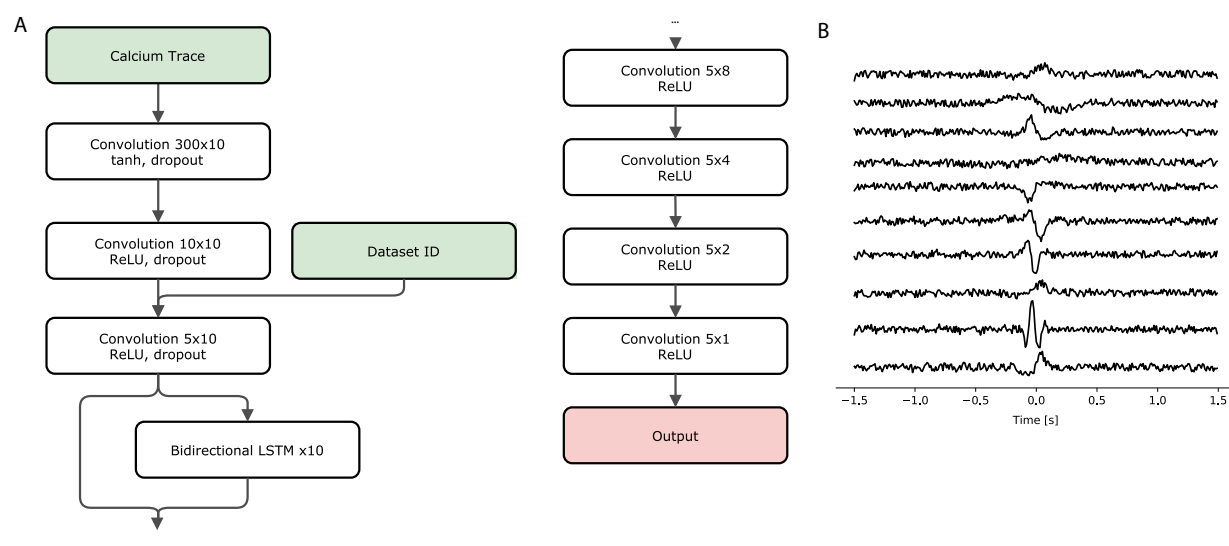 A
Calcium Trace
Convolution 300x10
tanh, dropout
Convolution 10x10
ReLU, dropout
Dataset ID
Convolution 5x10
ReLU, dropout
Bidirectional LSTM x10
...
Convolution 5x8
ReLU
Convolution 5x4
ReLU
Convolution 5x2
ReLU
Convolution 5x1
ReLU
Output
B
−1.5 −1.0 −0.5 0.0 0.5 1.0 1.5
Time [s]